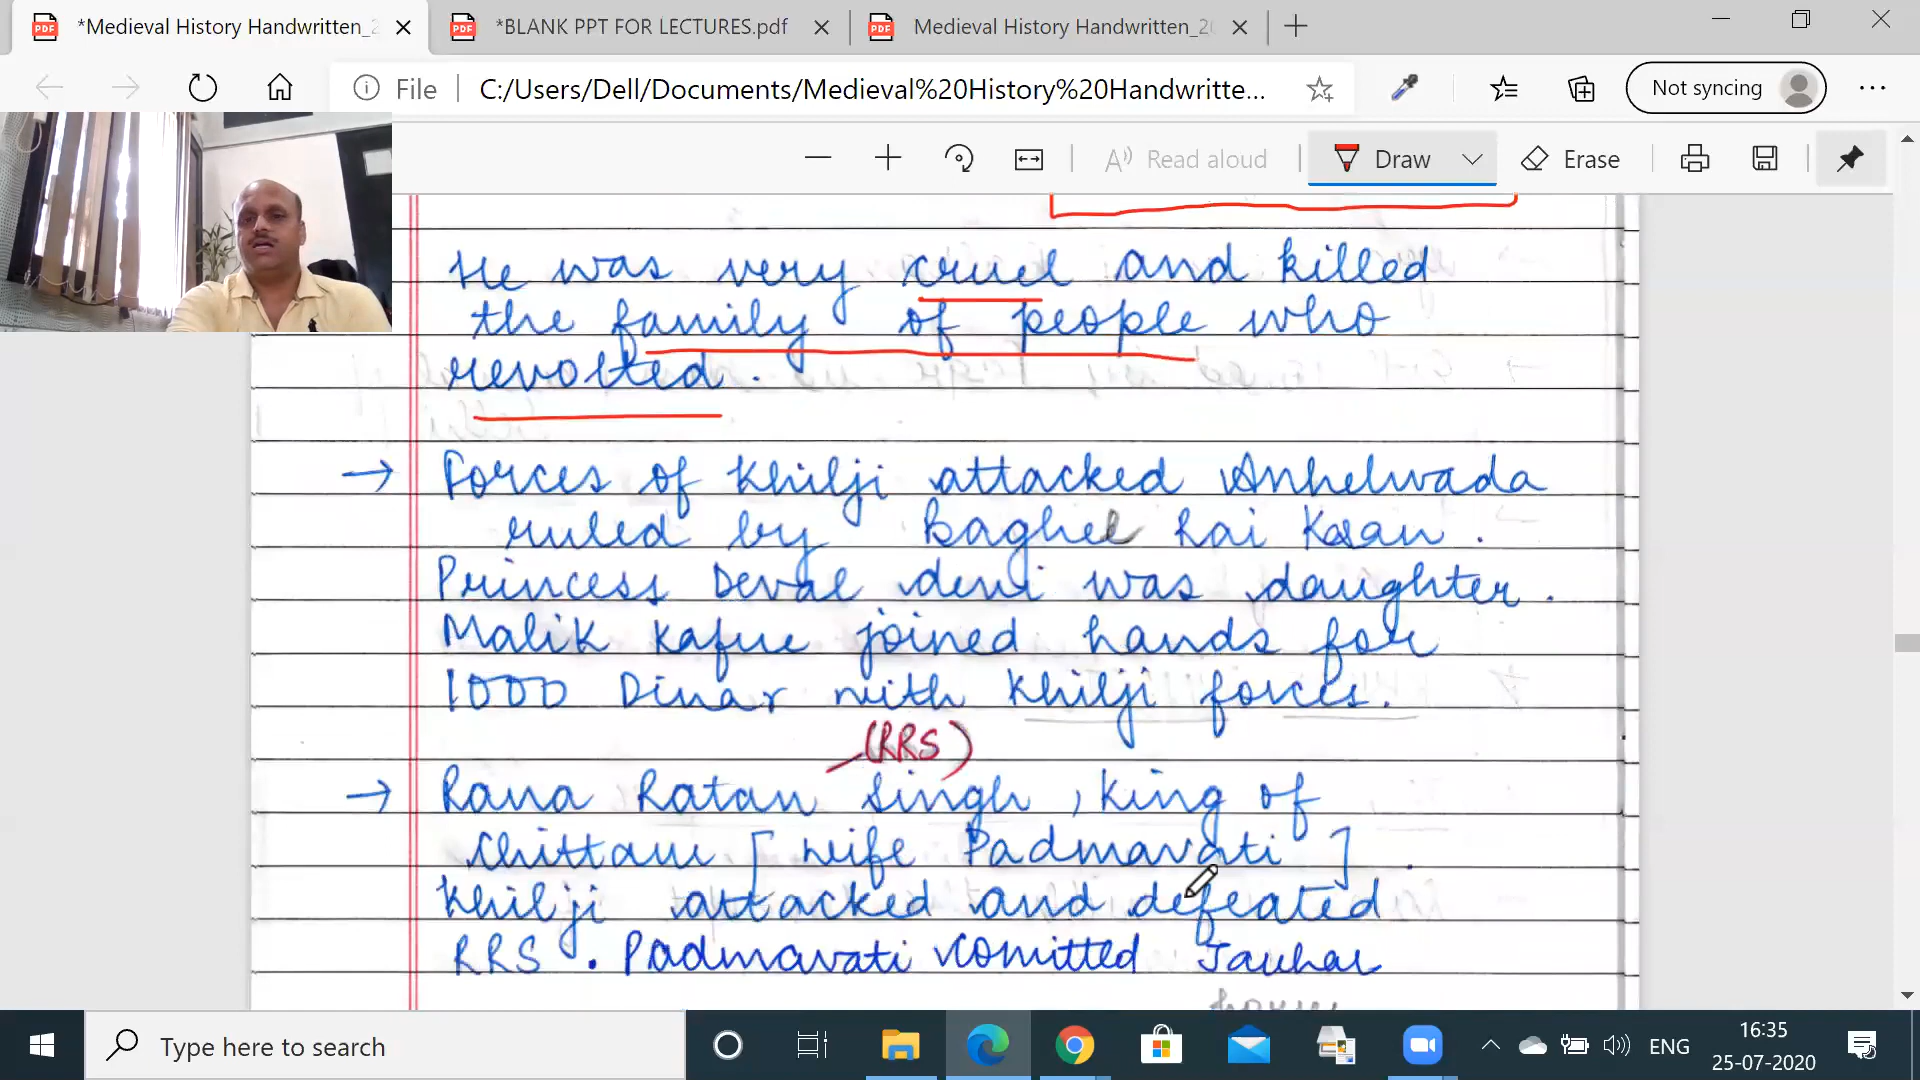 *Medieval History Handwritten_2
*BLANK PPT FOR LECTURES.pdf
Medieval History Handwritten_20
File
C:/Users/Dell/Documents/Medieval%20History%20Handwritte...
Not syncing
Read aloud
Draw
Erase
He was very cruel and killed
the family of people who
revolted.
→ Forces of Khilji attacked Anhelwada
ruled by Baghel Rai Karan.
Princess Deval devi was daughter.
Malik Kafur joined hands for
1000 Dinar with Khilji forces.
(RRS)
→ Rana Ratan Singh, King of
Chittaur [wife Padmavati]
Khilji attacked and defeated
RRS. Padmavati comitted Jauhar
Type here to search
ENG
16:35
25-07-2020